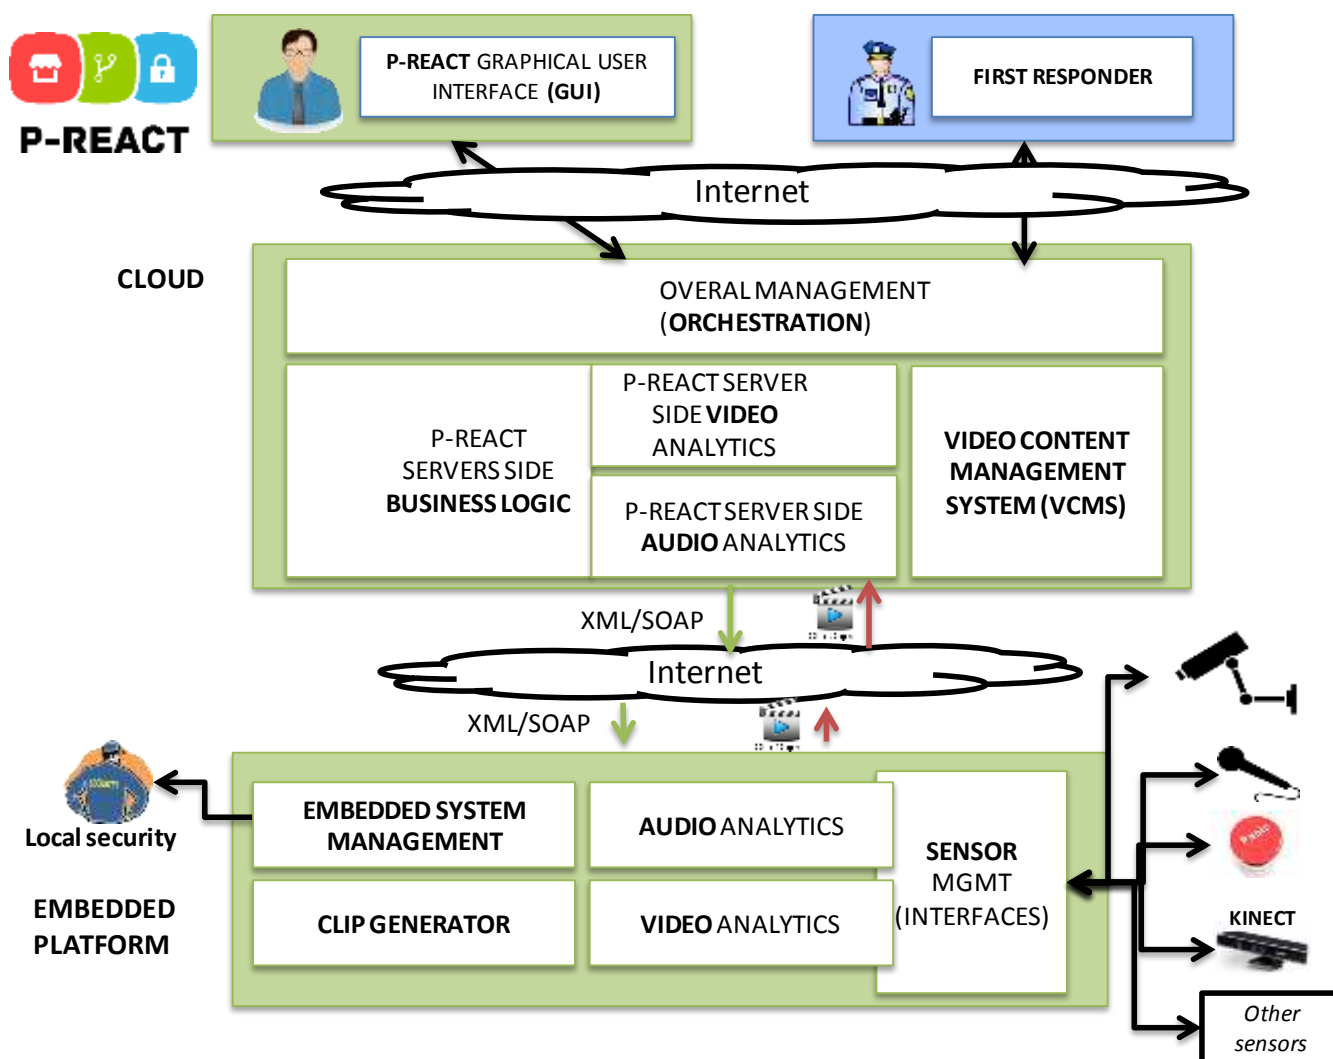 P-REACT
P-REACT GRAPHICAL USER
INTERFACE (GUI)
FIRST RESPONDER
Internet
CLOUD
OVERAL MANAGEMENT
(ORCHESTRATION)
P-REACT
SERVERS SIDE
BUSINESS LOGIC
P-REACT SERVER
SIDE VIDEO
ANALYTICS
P-REACT SERVER SIDE
AUDIO ANALYTICS
VIDEO CONTENT
MANAGEMENT
SYSTEM (VCMS)
XML/SOAP
Internet
XML/SOAP
Local security
EMBEDDED
PLATFORM
EMBEDDED SYSTEM
MANAGEMENT
AUDIO ANALYTICS
CLIP GENERATOR
VIDEO ANALYTICS
SENSOR
MGMT
(INTERFACES)
KINECT
Other
sensors